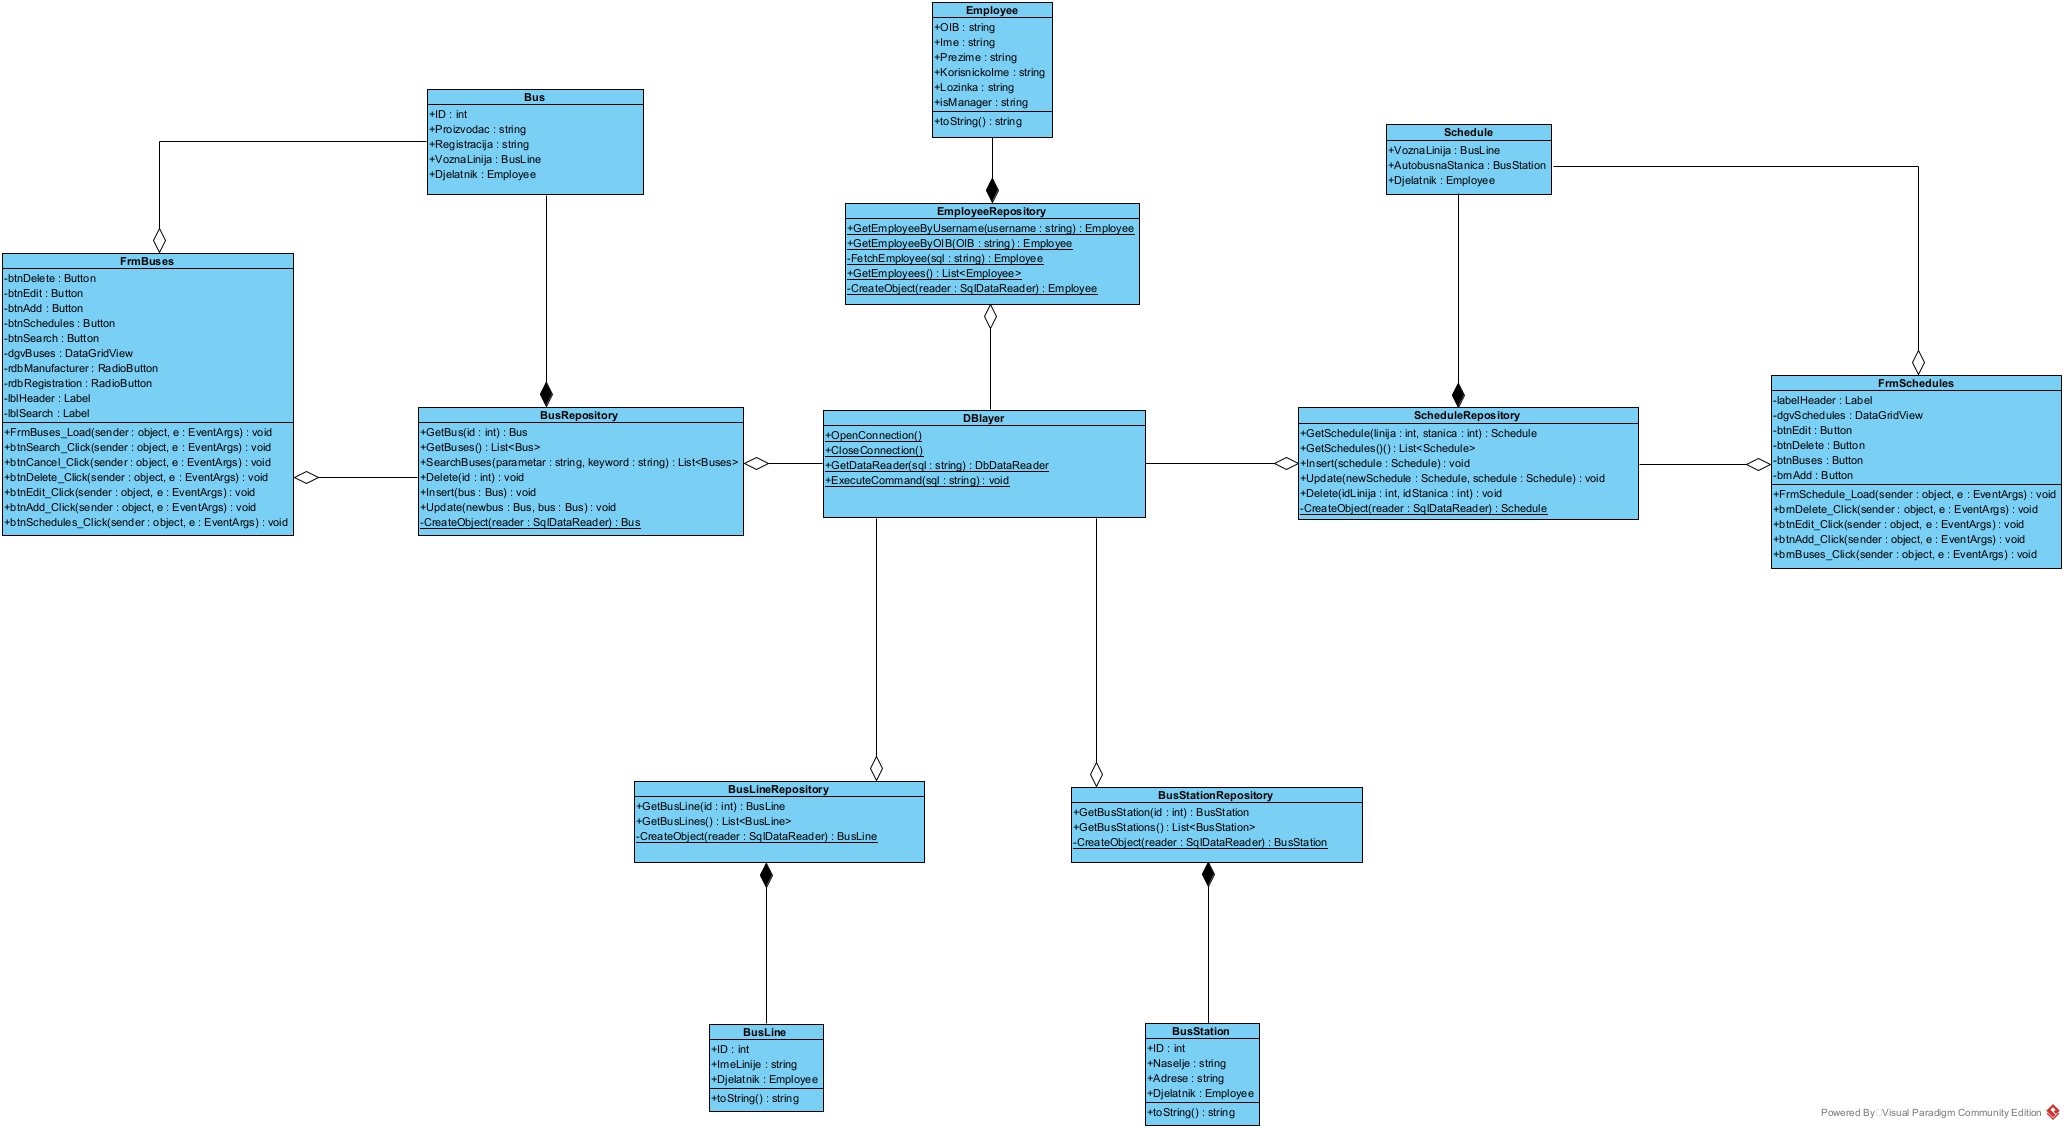 Employee
+OIB : string
+Ime : string
+Prezime : string
+KorisnickoIme : string
+Lozinka : string
+isManager : string
+toString() : string
Bus
+ID : int
+Proizvodac : string
+Registracija : string
+VoznaLinija : BusLine
+Djelatnik : Employee
Schedule
+VoznaLinija : BusLine
+AutobusnaStanica : BusStation
+Djelatnik : Employee
EmployeeRepository
+GetEmployeeByUsername(username : string) : Employee
+GetEmployeeByOIB(OIB : string) : Employee
-FetchEmployee(sql : string) : Employee
+GetEmployees() : List<Employee>
-CreateObject(reader : SqlDataReader) : Employee
FrmBuses
-btnDelete : Button
-btnEdit : Button
-btnAdd : Button
-btnSchedules : Button
-btnSearch : Button
-dgvBuses : DataGridView
-rdbManufacturer : RadioButton
-rdbRegistration : RadioButton
-lblHeader : Label
-lblSearch : Label
+FrmBuses_Load(sender : object, e : EventArgs) : void
+btnSearch_Click(sender : object, e : EventArgs) : void
+btnCancel_Click(sender : object, e : EventArgs) : void
+btnDelete_Click(sender : object, e : EventArgs) : void
+btnEdit_Click(sender : object, e : EventArgs) : void
+btnAdd_Click(sender : object, e : EventArgs) : void
+btnSchedules_Click(sender : object, e : EventArgs) : void
BusRepository
+GetBus(id : int) : Bus
+GetBuses() : List<Bus>
+SearchBuses(parametar : string, keyword : string) : List<Buses>
+Delete(id : int) : void
+Insert(bus : Bus) : void
+Update(newbus : Bus, bus : Bus) : void
-CreateObject(reader : SqlDataReader) : Bus
DBlayer
+OpenConnection()
+CloseConnection()
+GetDataReader(sql : string) : DbDataReader
+ExecuteCommand(sql : string) : void
ScheduleRepository
+GetSchedule(linija : int, stanica : int) : Schedule
+GetSchedules()() : List<Schedule>
+Insert(schedule : Schedule) : void
+Update(newSchedule : Schedule, schedule : Schedule) : void
+Delete(idLinija : int, idStanica : int) : void
-CreateObject(reader : SqlDataReader) : Schedule
FrmSchedules
-labelHeader : Label
-dgvSchedules : DataGridView
-btnEdit : Button
-btnDelete : Button
-btnBuses : Button
-bmAdd : Button
+FrmSchedule_Load(sender : object, e : EventArgs) : void
+bmDelete_Click(sender : object, e : EventArgs) : void
+btnEdit_Click(sender : object, e : EventArgs) : void
+btnAdd_Click(sender : object, e : EventArgs) : void
+bmBuses_Click(sender : object, e : EventArgs) : void
BusLineRepository
+GetBusLine(id : int) : BusLine
+GetBusLines() : List<BusLine>
-CreateObject(reader : SqlDataReader) : BusLine
BusStationRepository
+GetBusStation(id : int) : BusStation
+GetBusStations() : List<BusStation>
-CreateObject(reader : SqlDataReader) : BusStation
BusLine
+ID : int
+ImeLinije : string
+Djelatnik : Employee
+toString() : string
BusStation
+ID : int
+Naselje : string
+Adrese : string
+Djelatnik : Employee
+toString() : string
Powered By Visual Paradigm Community Edition